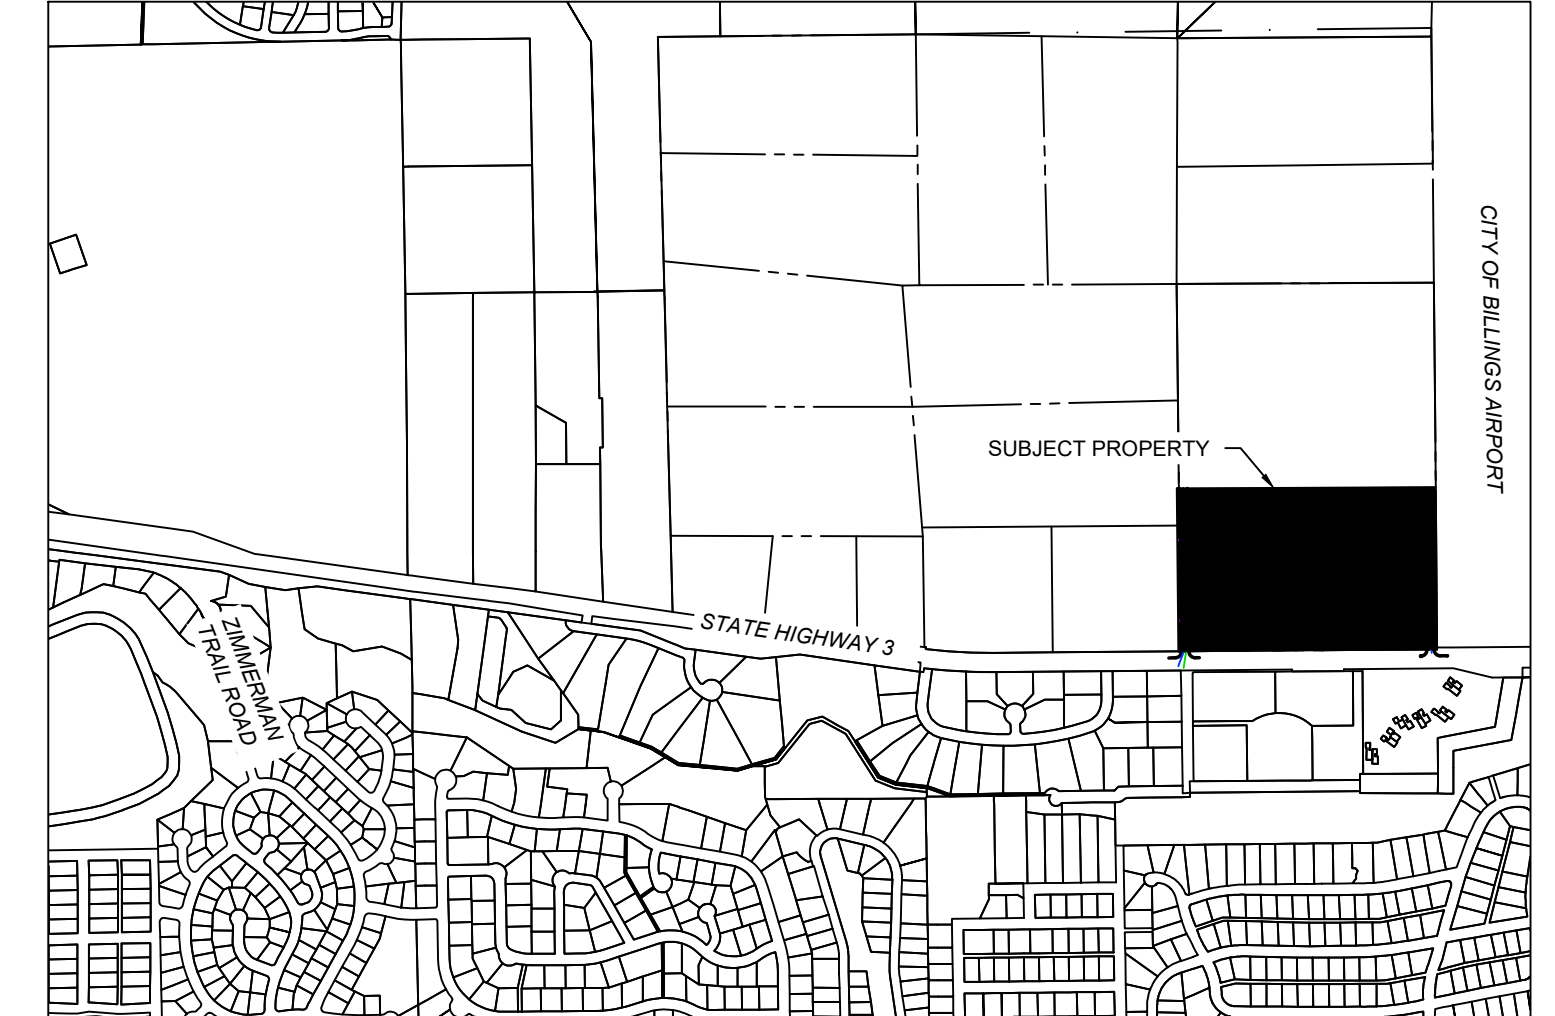 CITY OF BILLINGS AIRPORT
SUBJECT PROPERTY
STATE HIGHWAY 3
ZIMMERMAN
TRAIL ROAD